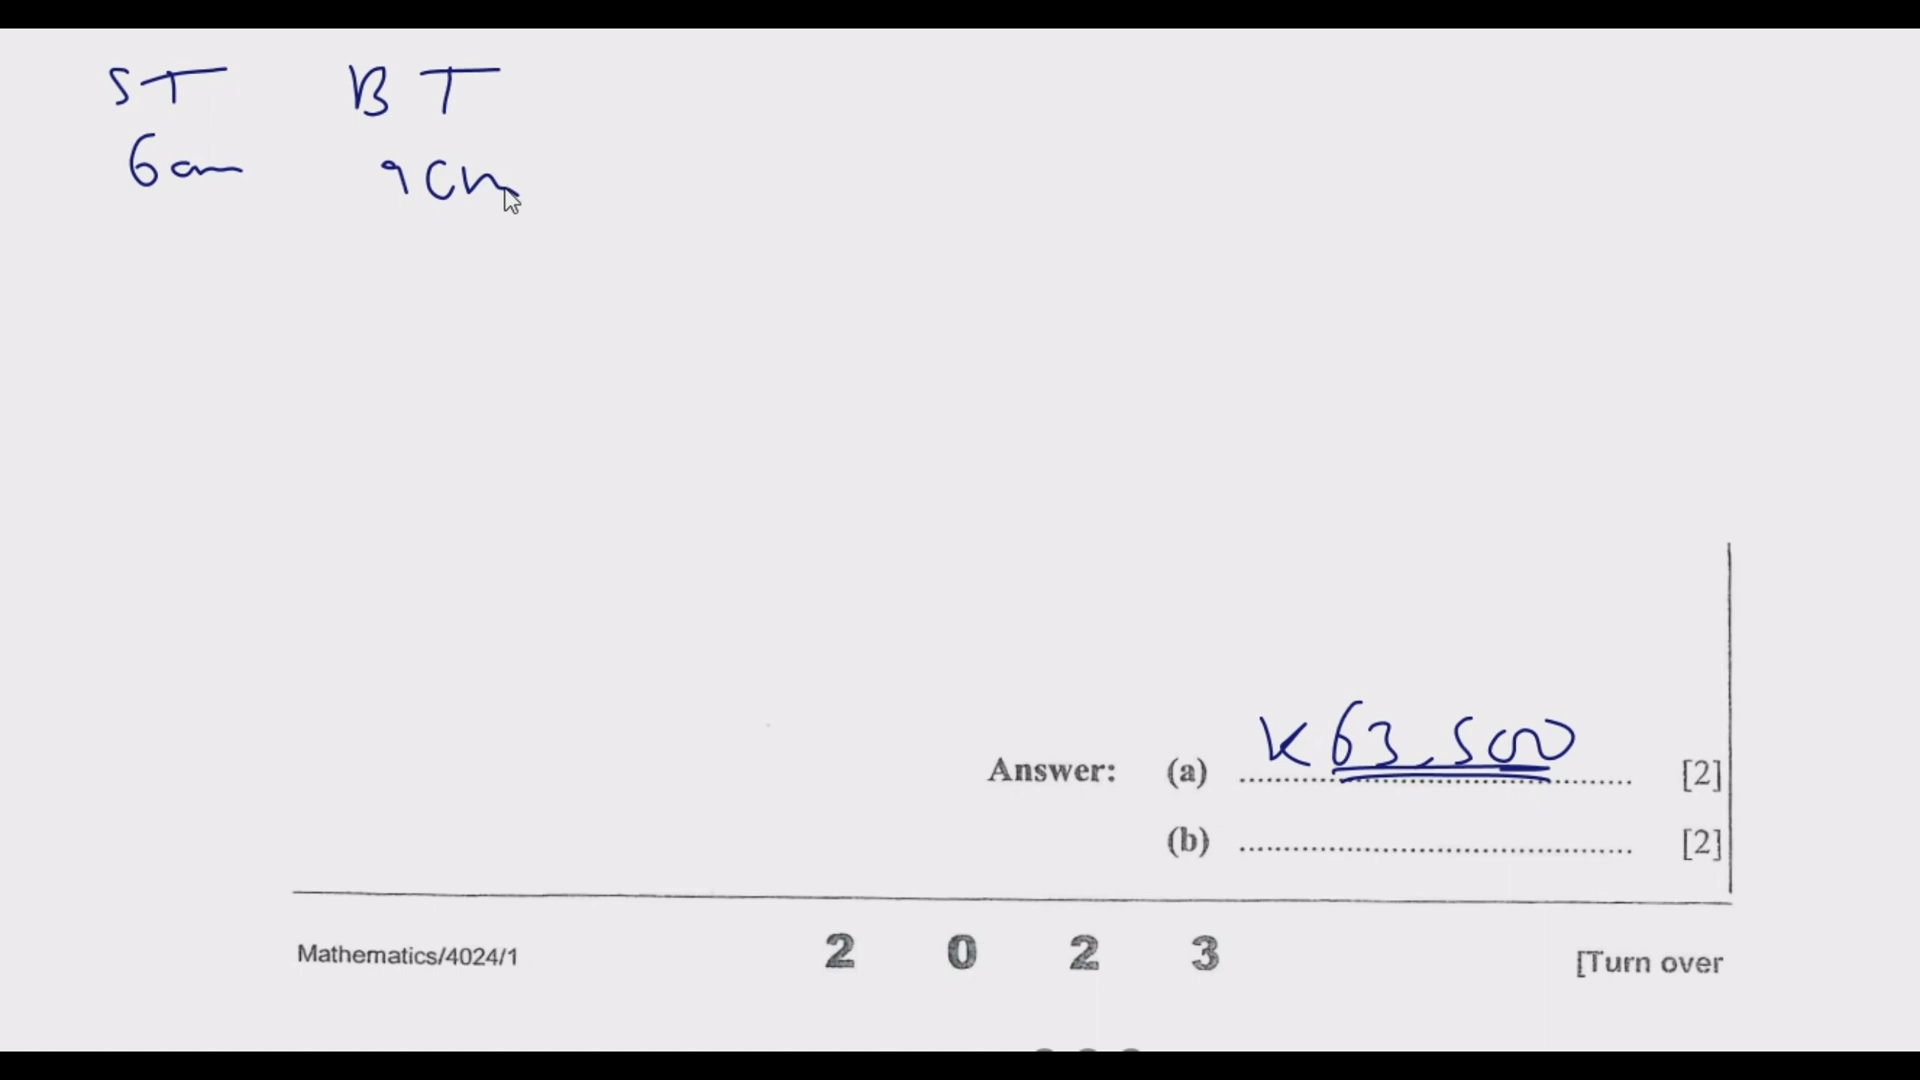 ST BT
6cm 9cm
Answer: (a) K63,500 [2]
(b) [2]
Mathematics/4024/1 2 0 2 3 [Turn over